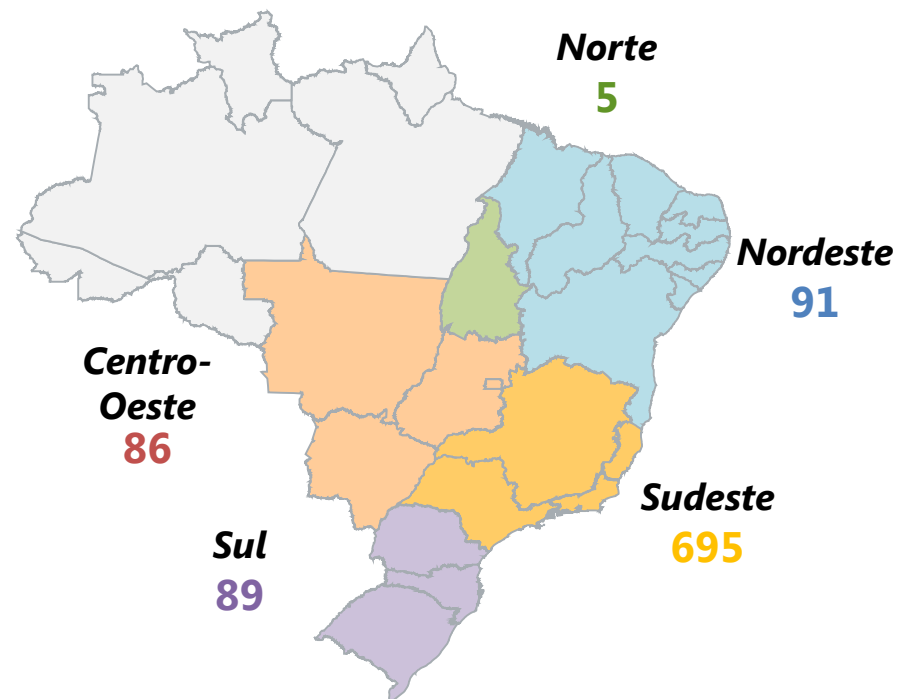 Norte
5
Nordeste
91
Centro-
Oeste
86
Sudeste
695
Sul
89